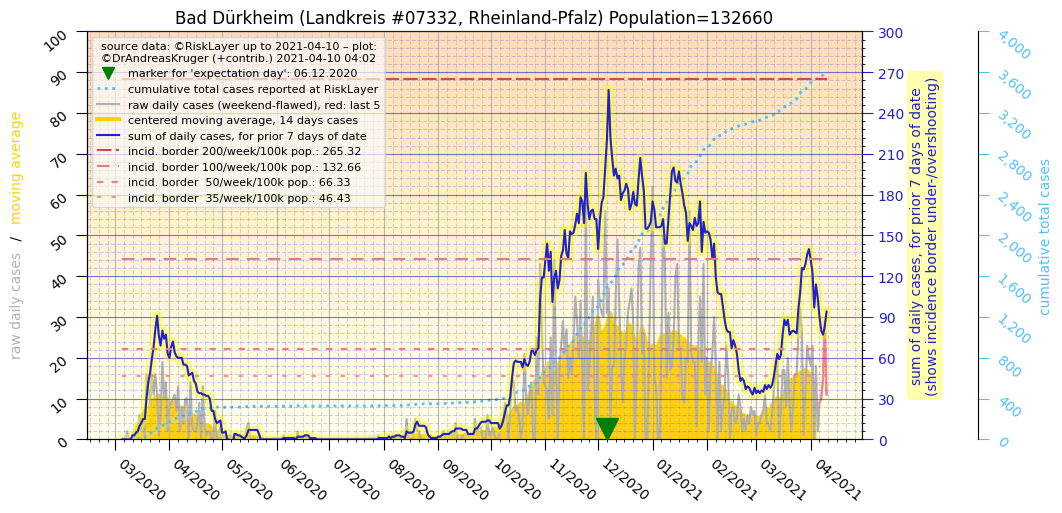 Bad Dürkheim (Landkreis #07332, Rheinland-Pfalz) Population=132660
source data: ©RiskLayer up to 2021-04-10 – plot:
©DrAndreasKruger (+contrib.) 2021-04-10 04:02
marker for 'expectation day': 06.12.2020
cumulative total cases reported at RiskLayer
raw daily cases (weekend-flawed), red: last 5
centered moving average, 14 days cases
sum of daily cases, for prior 7 days of date
incid. border 200/week/100k pop.: 265.32
incid. border 100/week/100k pop.: 132.66
incid. border 50/week/100k pop.: 66.33
incid. border 35/week/100k pop.: 46.43
raw daily cases / moving average
100
90
80
70
60
50
40
30
20
10
0
03/2020
04/2020
05/2020
06/2020
07/2020
08/2020
09/2020
10/2020
11/2020
12/2020
01/2021
02/2021
03/2021
04/2021
300
270
240
210
180
150
120
90
60
30
0
sum of daily cases, for prior 7 days of date
(shows incidence border under-/overshooting)
4,000
3,600
3,200
2,800
2,400
2,000
1,600
1,200
800
400
0
cumulative total cases